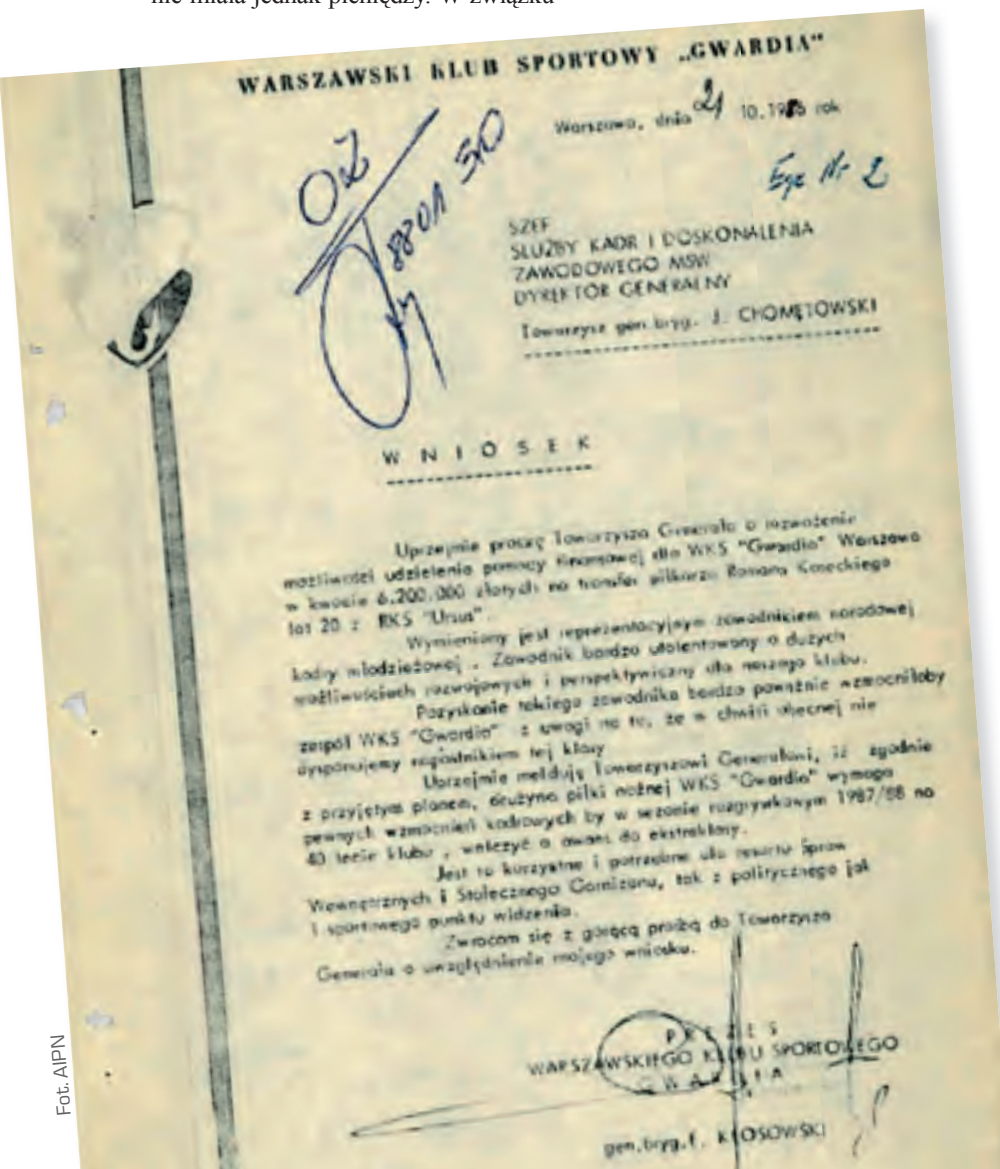 nie miała jednak pieniędzy. W związku
WARSZAWSKI KLUB SPORTOWY „GWARDIA"
Warszawa, dnia 21 10.1986 rok
Egz Nr 2
OiŻ
SZEF
SŁUŻBY KADR I DOSKONALENIA
ZAWODOWEGO MSW
DYREKTOR GENERALNY
Towarzysz gen.bryg. J. CHOMĘTOWSKI
W N I O S E K
Uprzejmie proszę Towarzysza Generała o rozważenie
możliwości udzielenia pomocy finansowej dla WKS "Gwardia" Warszawa
w kwocie 6.200.000 złotych na transfer piłkarza Romana Koseckiego
lat 20 z RKS "Ursus".
Wymieniony jest reprezentacyjnym zawodnikiem narodowej
kadry młodzieżowej . Zawodnik bardzo utalentowany o dużych
możliwościach rozwojowych i perspektywiczny dla naszego klubu.
Pozyskanie takiego zawodnika bardzo poważnie wzmocniłoby
zespół WKS "Gwardia" z uwagi na to, że w chwili obecnej nie
dysponujemy napastnikiem tej klasy
Uprzejmie melduję Towarzyszowi Generałowi, iż zgodnie
z przyjętym planem, drużyna piłki nożnej WKS "Gwardia" wymaga
pewnych wzmocnień kadrowych by w sezonie rozgrywkowym 1987/88 na
40 lecie klubu , walczyć o awans do ekstraklasy.
Jest to korzystne i potrzebne dla resortu Spraw
Wewnętrznych i Stołecznego Garnizonu, tak z politycznego jak
i sportowego punktu widzenia.
Zwracam się z gorącą prośbą do Towarzysza
Generała o uwzględnienie mojego wniosku.
P R E Z E S
WARSZAWSKIEGO KLUBU SPORTOWEGO
G W A R D I A
gen.bryg. KŁOSOWSKI
Fot. AIPN